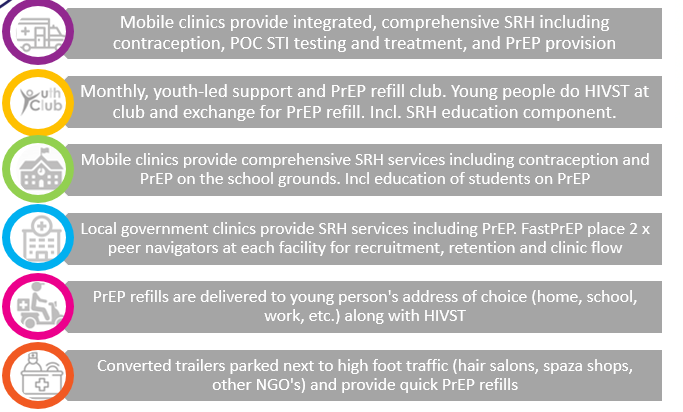 Mobile clinics provide integrated, comprehensive SRH including
contraception, POC STI testing and treatment, and PrEP provision
Yuth
Club
Monthly, youth-led support and PrEP refill club. Young people do HIVST at
club and exchange for PrEP refill. Incl. SRH education component.
Mobile clinics provide comprehensive SRH services including contraception and
PrEP on the school grounds. Incl education of students on PrEP
Local government clinics provide SRH services including PrEP. FastPrEP place 2 x
peer navigators at each facility for recruitment, retention and clinic flow
PrEP refills are delivered to young person's address of choice (home, school,
work, etc.) along with HIVST
Converted trailers parked next to high foot traffic (hair salons, spaza shops,
other NGO's) and provide quick PrEP refills